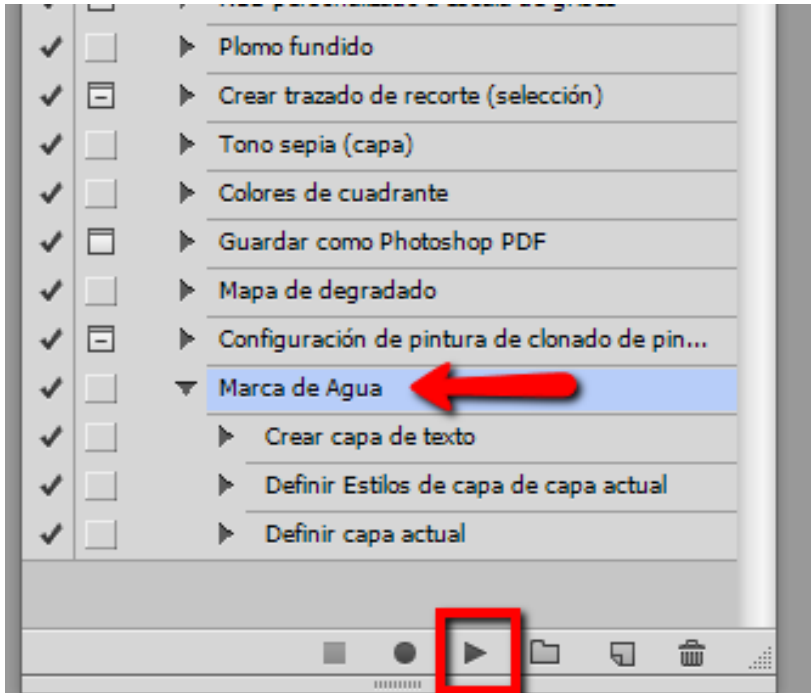 Plomo fundido
Crear trazado de recorte (selección)
Tono sepia (capa)
Colores de cuadrante
Guardar como Photoshop PDF
Mapa de degradado
Configuración de pintura de clonado de pin...
Marca de Agua
Crear capa de texto
Definir Estilos de capa de capa actual
Definir capa actual